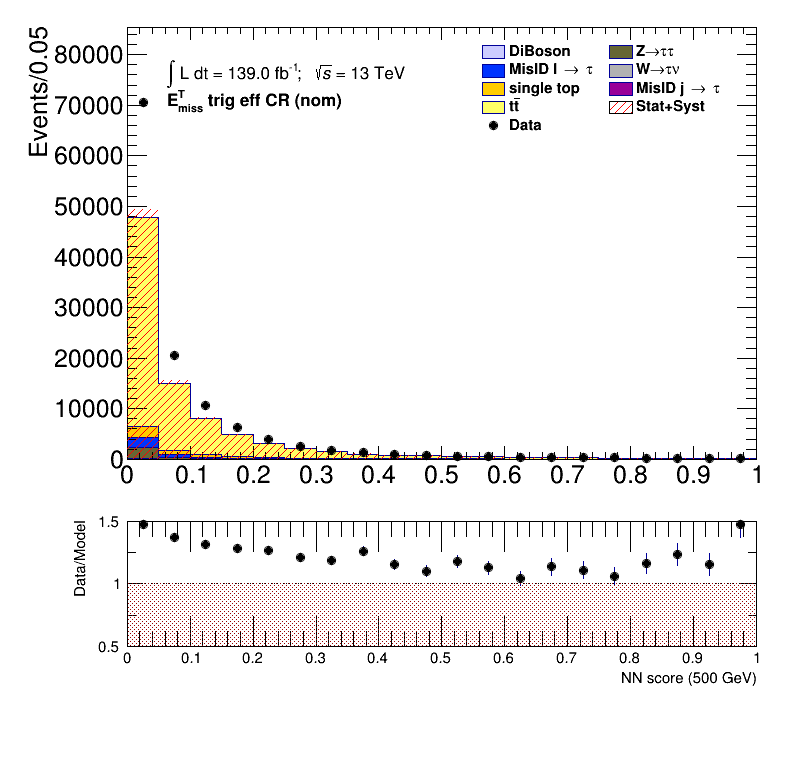 Events/0.05
80000
70000
60000
50000
40000
30000
20000
10000
0
∫ L dt = 139.0 fb⁻¹; √s = 13 TeV
E^T_miss trig eff CR (nom)
DiBoson
MisID l → τ
single top
tt̄
Data
Z→ττ
W→τν
MisID j → τ
Stat+Syst
0 0.1 0.2 0.3 0.4 0.5 0.6 0.7 0.8 0.9 1
Data/Model
1.5
1
0.5
0 0.1 0.2 0.3 0.4 0.5 0.6 0.7 0.8 0.9 1
NN score (500 GeV)